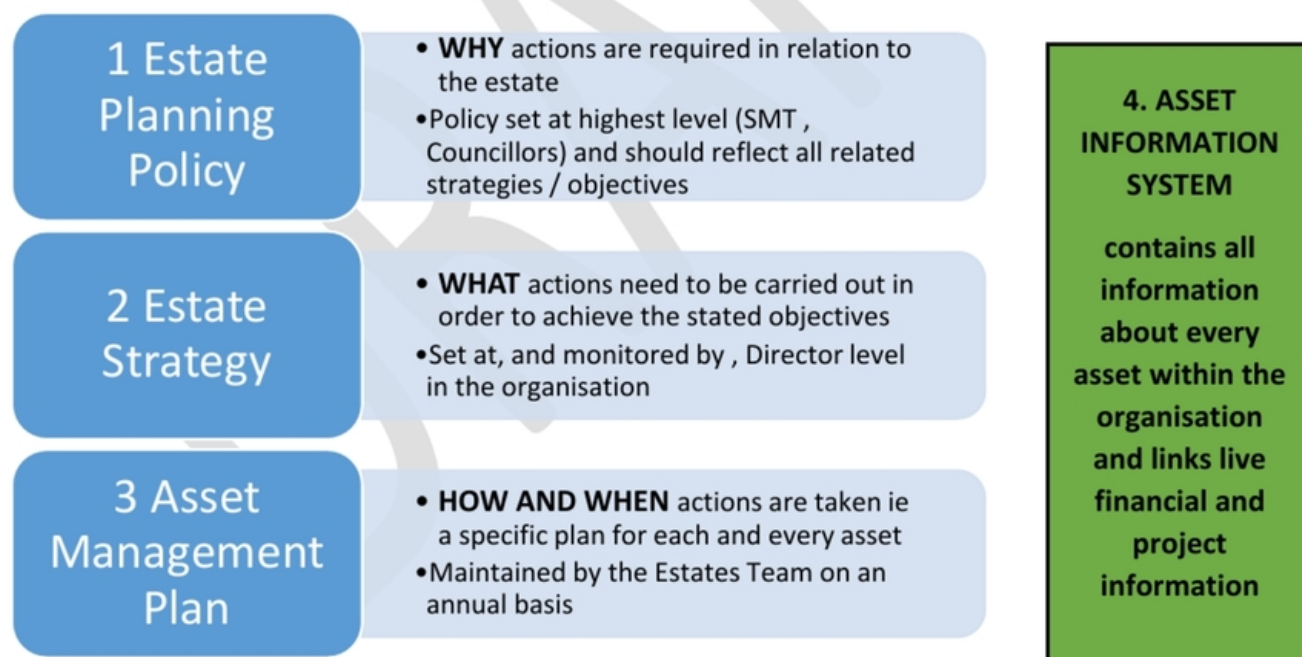 1 Estate
Planning
Policy
• WHY actions are required in relation to
the estate
•Policy set at highest level (SMT ,
Councillors) and should reflect all related
strategies / objectives
2 Estate
Strategy
• WHAT actions need to be carried out in
order to achieve the stated objectives
•Set at, and monitored by , Director level
in the organisation
3 Asset
Management
Plan
• HOW AND WHEN actions are taken ie
a specific plan for each and every asset
•Maintained by the Estates Team on an
annual basis
4. ASSET
INFORMATION
SYSTEM
contains all
information
about every
asset within the
organisation
and links live
financial and
project
information